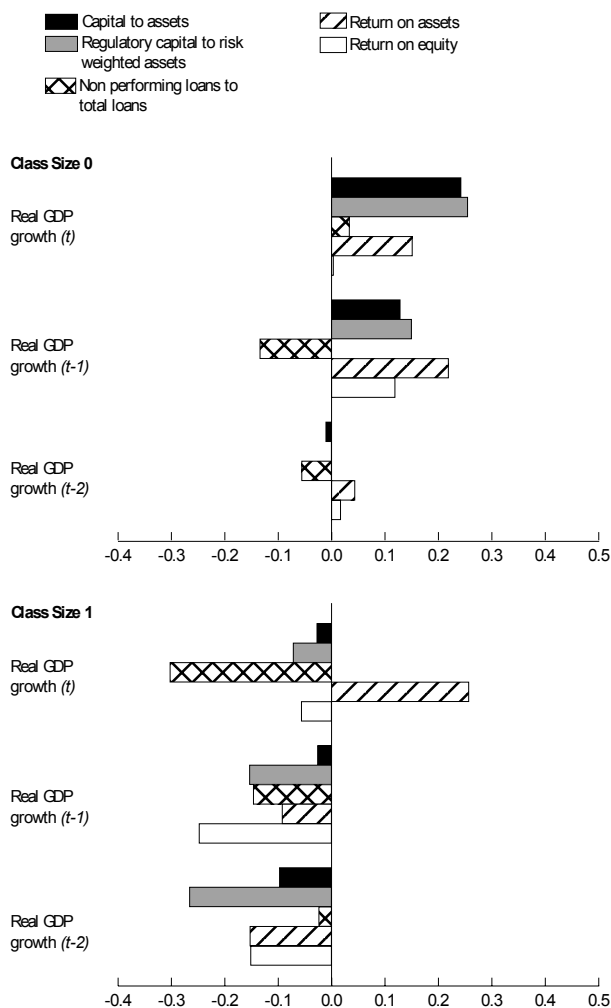 Capital to assets
Regulatory capital to risk
weighted assets
Non performing loans to
total loans
Return on assets
Return on equity
Class Size 0
Real GDP
growth (t)
Real GDP
growth (t-1)
Real GDP
growth (t-2)
-0.4 -0.3 -0.2 -0.1 0.0 0.1 0.2 0.3 0.4 0.5
Class Size 1
Real GDP
growth (t)
Real GDP
growth (t-1)
Real GDP
growth (t-2)
-0.4 -0.3 -0.2 -0.1 0.0 0.1 0.2 0.3 0.4 0.5